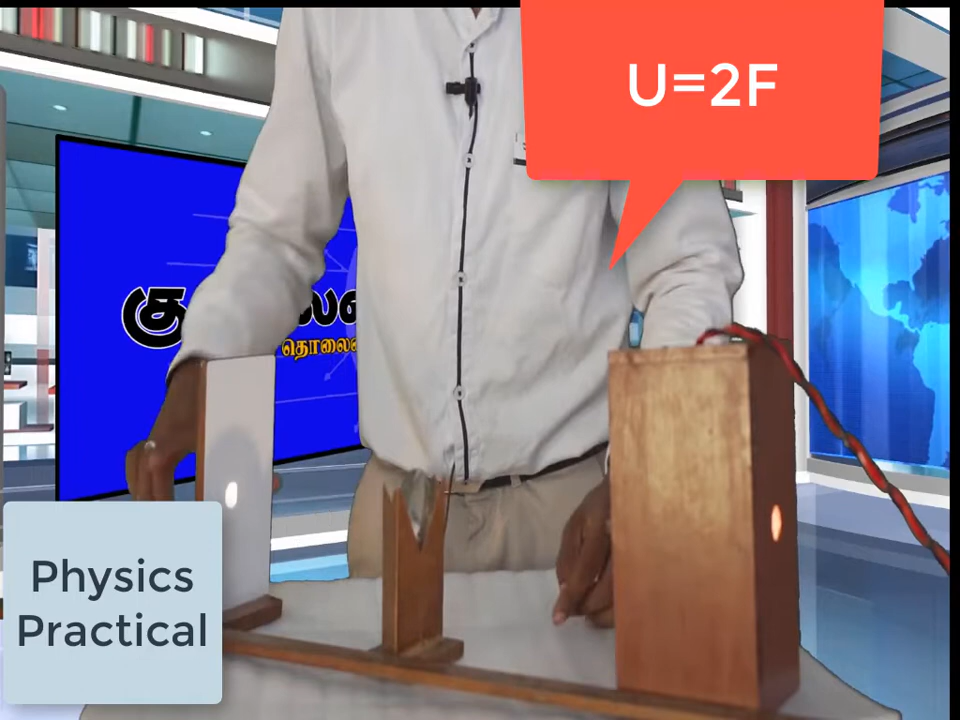 U=2F
தொலை
Physics
Practical